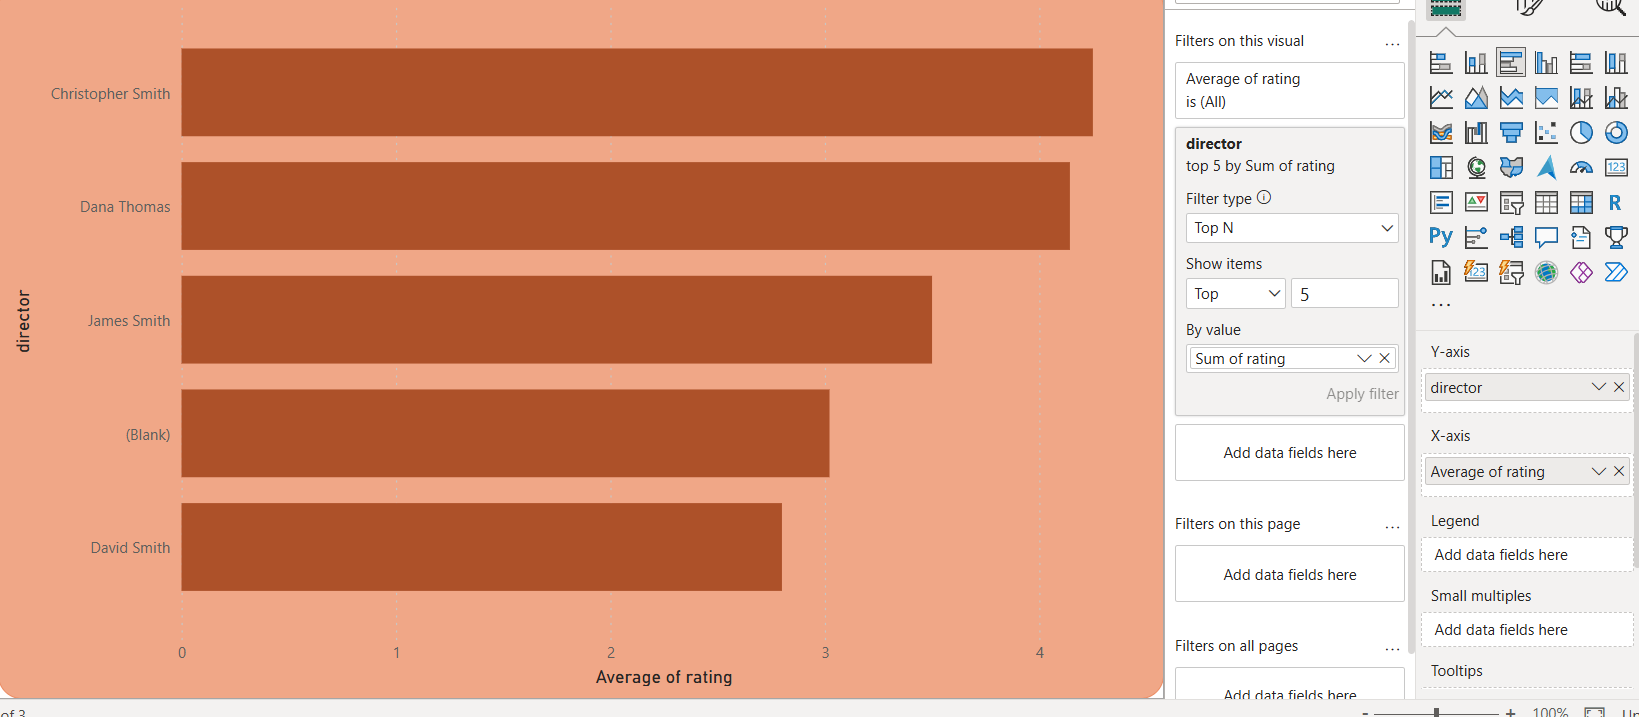 director
Christopher Smith
Dana Thomas
James Smith
(Blank)
David Smith
0 1 2 3 4
Average of rating
of 3
Filters on this visual
...
Average of rating
is (All)
director
top 5 by Sum of rating
Filter type
Top N
Show items
Top 5
By value
Sum of rating
Apply filter
Add data fields here
Filters on this page
...
Add data fields here
Filters on all pages
...
Add data fields here
123
R
Py
123
...
Y-axis
director
X-axis
Average of rating
Legend
Add data fields here
Small multiples
Add data fields here
Tooltips
- + 100%